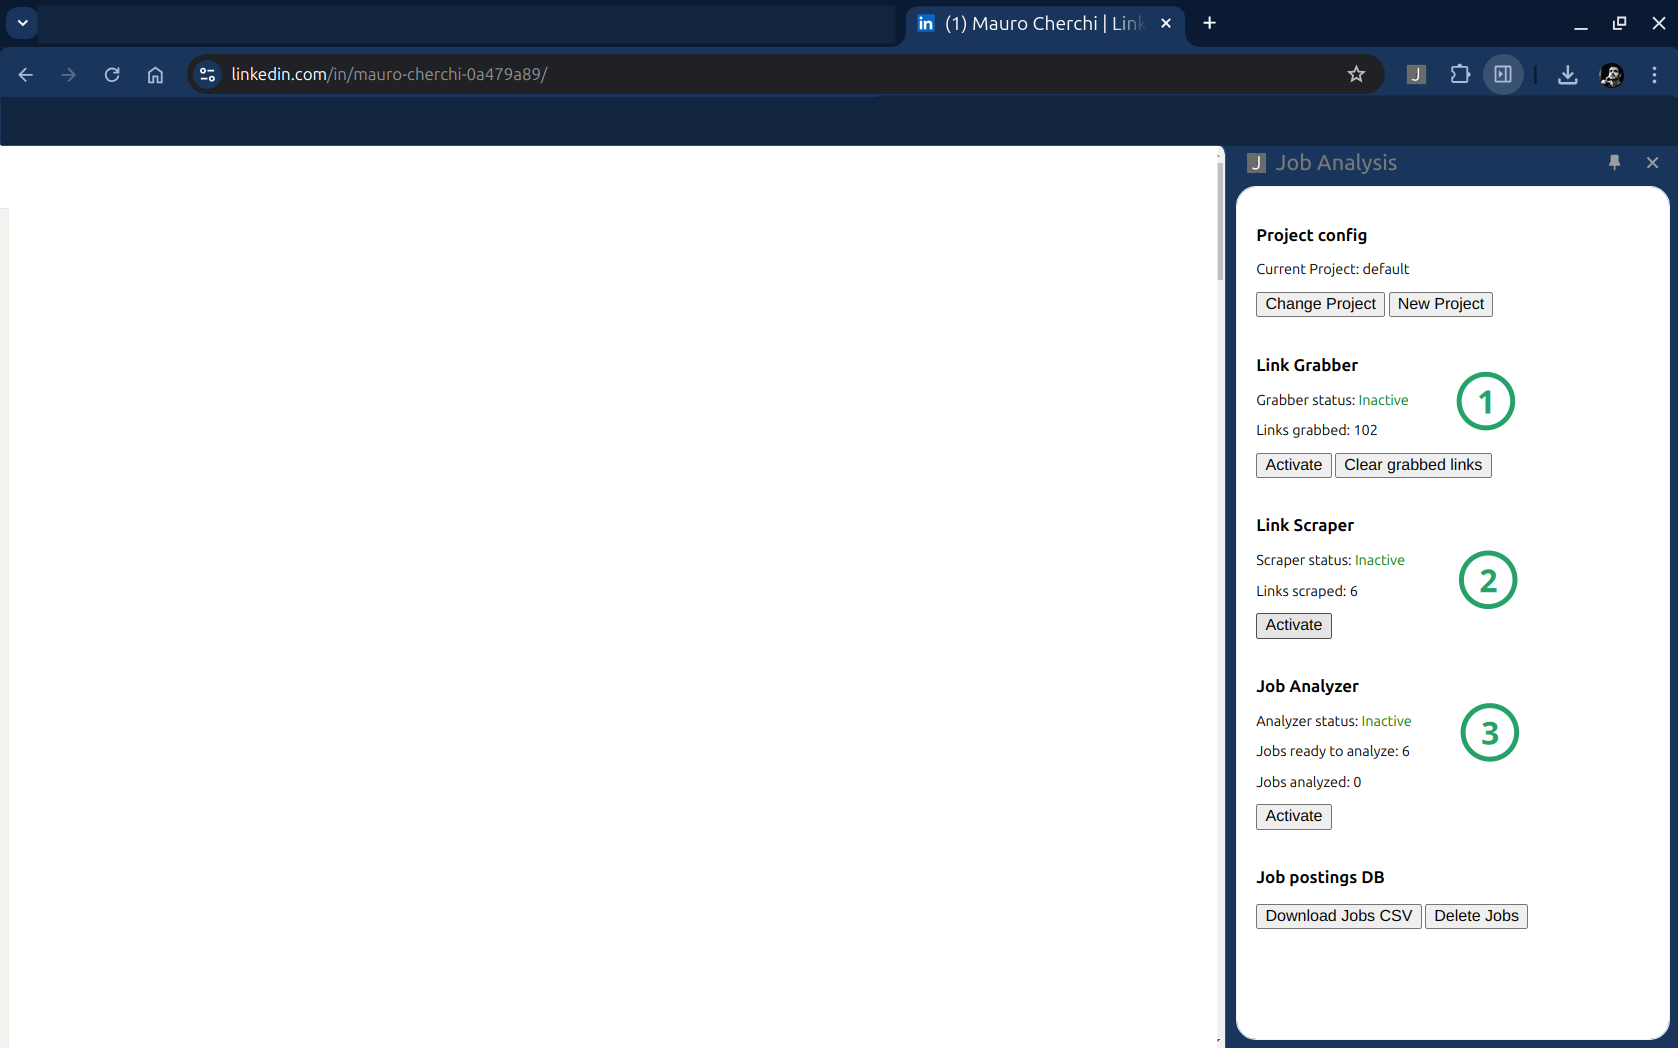 (1) Mauro Cherchi | Link
linkedin.com/in/mauro-cherchi-0a479a89/
J
J Job Analysis
Project config
Current Project: default
Change Project New Project
Link Grabber
Grabber status: Inactive
1
Links grabbed: 102
Activate Clear grabbed links
Link Scraper
Scraper status: Inactive
2
Links scraped: 6
Activate
Job Analyzer
Analyzer status: Inactive
3
Jobs ready to analyze: 6
Jobs analyzed: 0
Activate
Job postings DB
Download Jobs CSV Delete Jobs